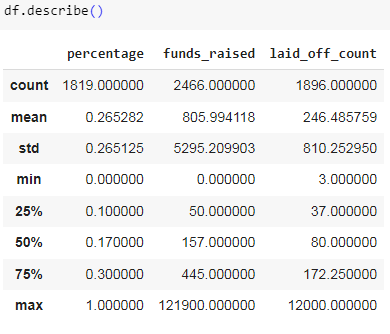 df.describe()
percentage funds_raised laid_off_count
count 1819.000000 2466.000000 1896.000000
mean 0.265282 805.994118 246.485759
std 0.265125 5295.209903 810.252950
min 0.000000 0.000000 3.000000
25% 0.100000 50.000000 37.000000
50% 0.170000 157.000000 80.000000
75% 0.300000 445.000000 172.250000
max 1.000000 121900.000000 12000.000000